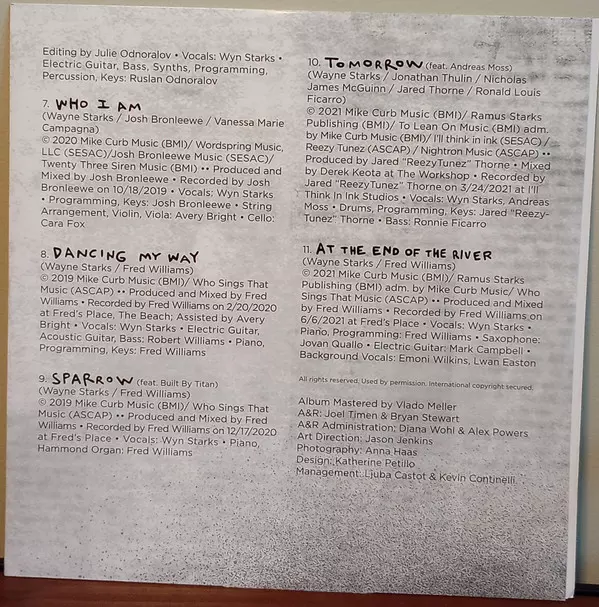 Editing by Julie Odnoralov • Vocals: Wyn Starks •
Electric Guitar, Bass, Synths, Programming,
Percussion, Keys: Ruslan Odnoralov
7. WHO I AM
(Wayne Starks / Josh Bronleewe / Vanessa Marie
Campagna)
© 2020 Mike Curb Music (BMI)/ Wordspring Music,
LLC (SESAC)/Josh Bronleewe Music (SESAC)/
Twenty Three Siren Music (BMI) •• Produced and
Mixed by Josh Bronleewe • Recorded by Josh
Bronleewe on 10/18/2019 • Vocals: Wyn Starks
• Programming, Keys: Josh Bronleewe • String
Arrangement, Violin, Viola: Avery Bright • Cello:
Cara Fox
8. DANCING MY WAY
(Wayne Starks / Fred Williams)
© 2019 Mike Curb Music (BMI)/ Who Sings That
Music (ASCAP) •• Produced and Mixed by Fred
Williams • Recorded by Fred Williams on 2/20/2020
at Fred's Place, The Beach; Assisted by Avery
Bright • Vocals: Wyn Starks • Electric Guitar,
Acoustic Guitar, Bass: Robert Williams • Piano,
Programming, Keys: Fred Williams
9. SPARROW (feat. Built By Titan)
(Wayne Starks / Fred Williams)
© 2019 Mike Curb Music (BMI)/ Who Sings That
Music (ASCAP) •• Produced and Mixed by Fred
Williams • Recorded by Fred Williams on 12/17/2020
at Fred's Place • Vocals: Wyn Starks • Piano,
Hammond Organ: Fred Williams
10. TOMORROW (feat. Andreas Moss)
(Wayne Starks / Jonathan Thulin / Nicholas
James McGuinn / Jared Thorne / Ronald Louis
Ficarro)
© 2021 Mike Curb Music (BMI)/ Ramus Starks
Publishing (BMI)/ To Lean On Music (BMI) adm.
by Mike Curb Music (BMI)/ I'll think in ink (SESAC) /
Reezy Tunez (ASCAP) / Nightron Music (ASCAP) ••
Produced by Jared "ReezyTunez" Thorne • Mixed
by Derek Keota at The Workshop • Recorded by
Jared "ReezyTunez" Thorne on 3/24/2021 at I'll
Think In Ink Studios • Vocals: Wyn Starks, Andreas
Moss • Drums, Programming, Keys: Jared "Reezy-
Tunez" Thorne • Bass: Ronnie Ficarro
11. AT THE END OF THE RIVER
(Wayne Starks / Fred Williams)
© 2021 Mike Curb Music (BMI)/ Ramus Starks
Publishing (BMI) adm. by Mike Curb Music/ Who
Sings That Music (ASCAP) •• Produced and Mixed
by Fred Williams • Recorded by Fred Williams on
6/6/2021 at Fred's Place • Vocals: Wyn Starks •
Piano, Programming: Fred Williams • Saxophone:
Jovan Quallo • Electric Guitar: Mark Campbell •
Background Vocals: Emoni Wilkins, Lwan Easton
All rights reserved, Used by permission. International copyright secured.
Album Mastered by Vlado Meller
A&R: Joel Timen & Bryan Stewart
A&R Administration: Diana Wohl & Alex Powers
Art Direction: Jason Jenkins
Photography: Anna Haas
Design: Katherine Petillo
Management: Ljuba Castot & Kevin Continelli